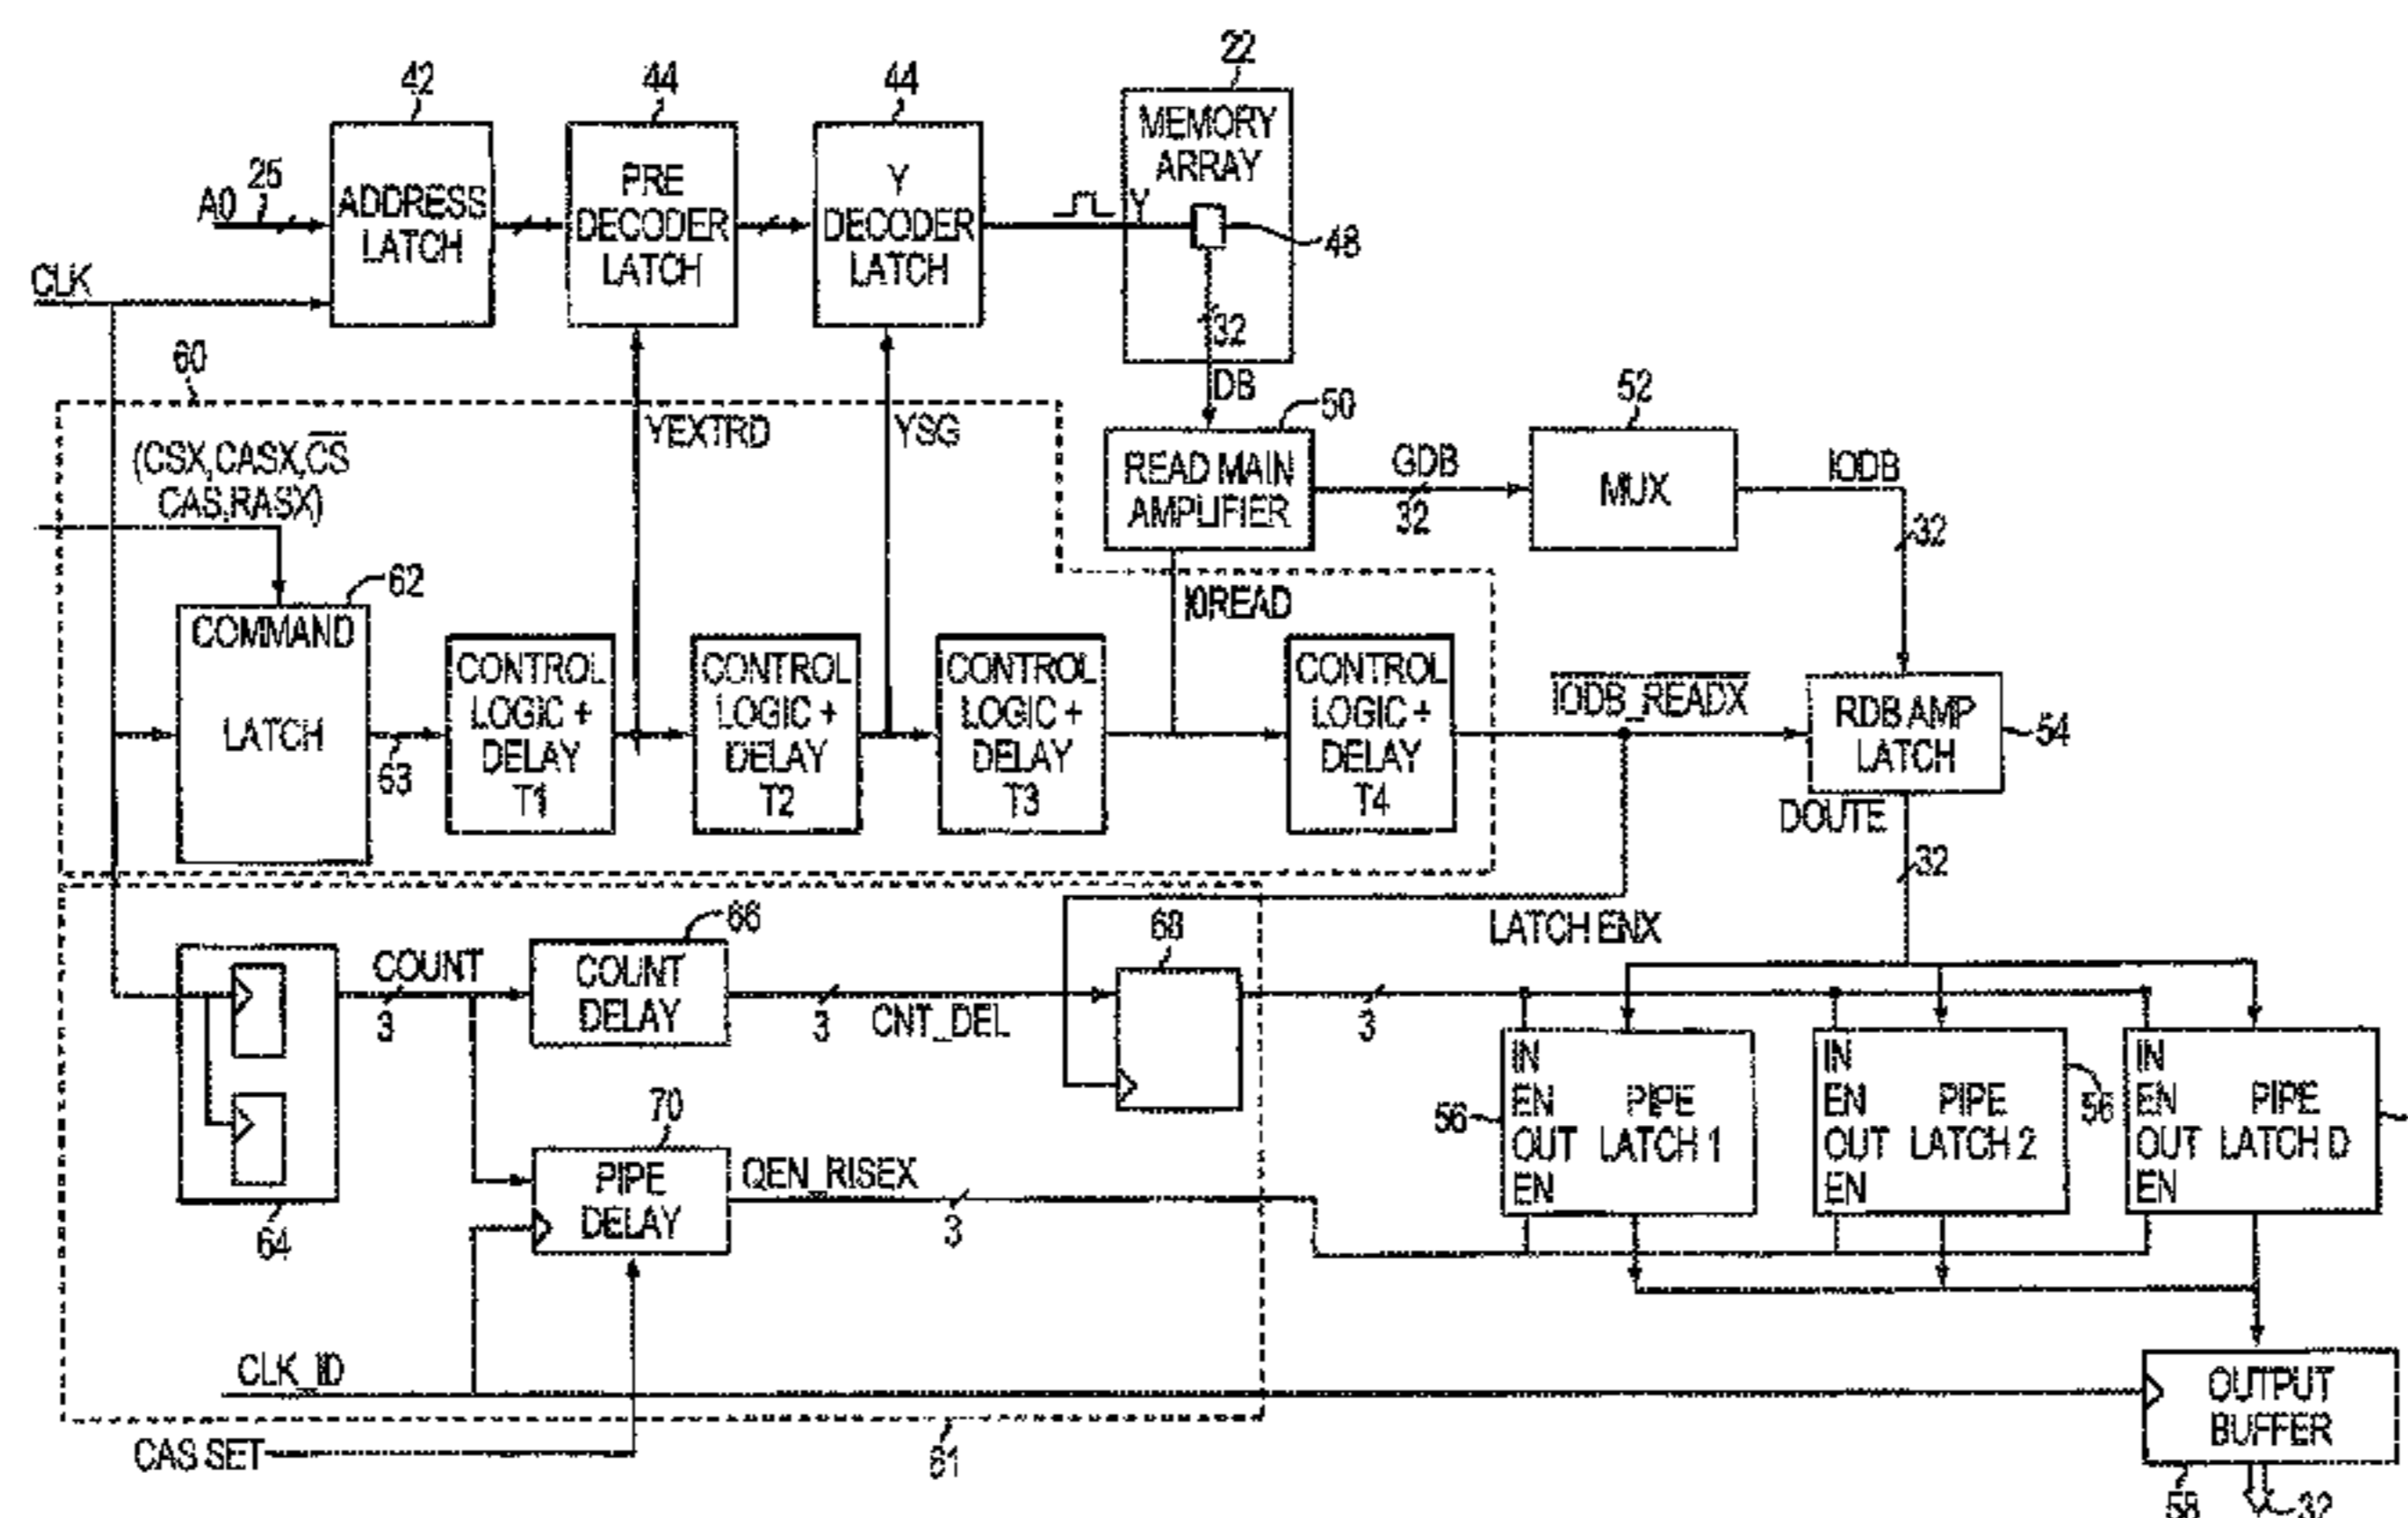 42
44
44
22
ADDRESS
LATCH
PRE
DECODER
LATCH
Y
DECODER
LATCH
MEMORY
ARRAY
A0
25
Y
48
CLK
32
DB
60
YEXTRD
YSG
50
52
(CSX,CASX,C̅S̅
CAS,RASX)
READ MAIN
AMPLIFIER
GDB
32
MUX
IODB
32
62
COMMAND
LATCH
63
CONTROL
LOGIC +
DELAY
T1
CONTROL
LOGIC +
DELAY
T2
CONTROL
LOGIC +
DELAY
T3
I0READ
CONTROL
LOGIC +
DELAY
T4
IODB_READX
RDB AMP
LATCH
54
DOUTE
32
66
68
LATCH ENX
COUNT
3
COUNT
DELAY
3
CNT_DEL
3
64
70
PIPE
DELAY
QEN_RISEX
3
IN
EN
OUT
EN
PIPE
LATCH 1
56
IN
EN
OUT
EN
PIPE
LATCH 2
56
IN
EN
OUT
EN
PIPE
LATCH D
CLK_IID
CAS SET
61
OUTPUT
BUFFER
58
32